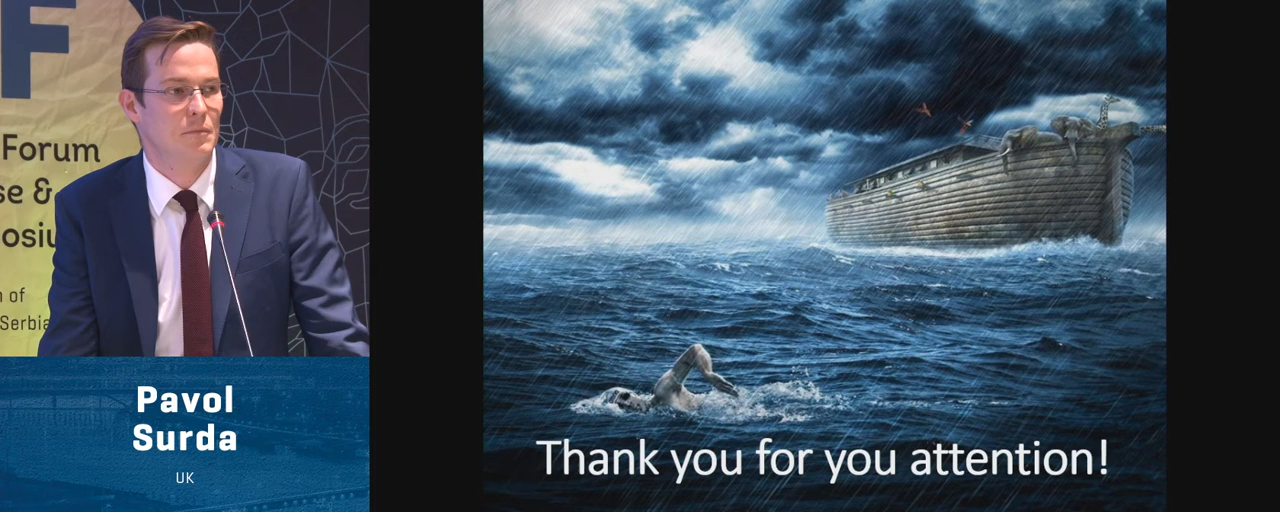 F
Forum
se &
osiu
n of
Serbia
Pavol
Surda
UK
Thank you for you attention!